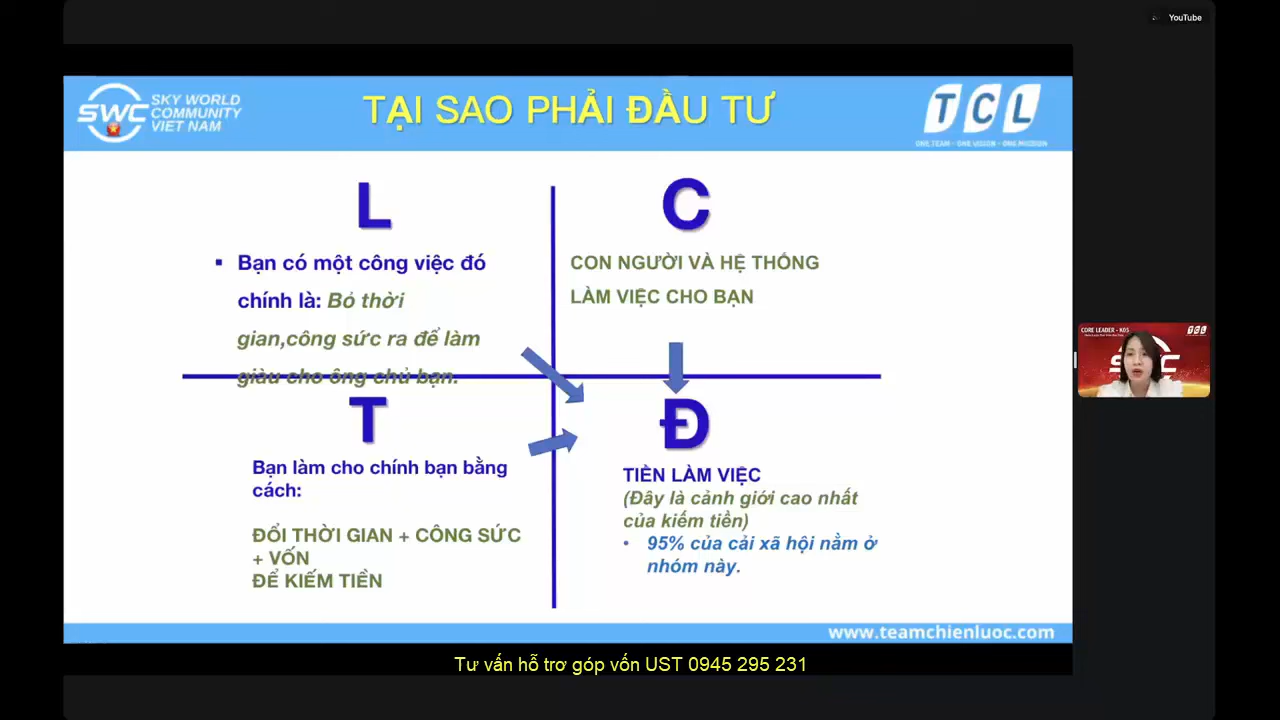 YouTube
SWC
SKY WORLD
COMMUNITY
VIET NAM
TẠI SAO PHẢI ĐẦU TƯ
TCL
ONE TEAM - ONE VISION - ONE MISSION
L
▪ Bạn có một công việc đó
chính là: Bỏ thời
gian,công sức ra để làm
giàu cho ông chủ bạn.
C
CON NGƯỜI VÀ HỆ THỐNG
LÀM VIỆC CHO BẠN
T
Bạn làm cho chính bạn bằng
cách:
ĐỔI THỜI GIAN + CÔNG SỨC
+ VỐN
ĐỂ KIẾM TIỀN
Đ
TIỀN LÀM VIỆC
(Đây là cảnh giới cao nhất
của kiếm tiền)
• 95% của cải xã hội nằm ở
nhóm này.
CORE LEADER - K05
TCL
www.teamchienluoc.com
Tư vấn hỗ trơ góp vốn UST 0945 295 231